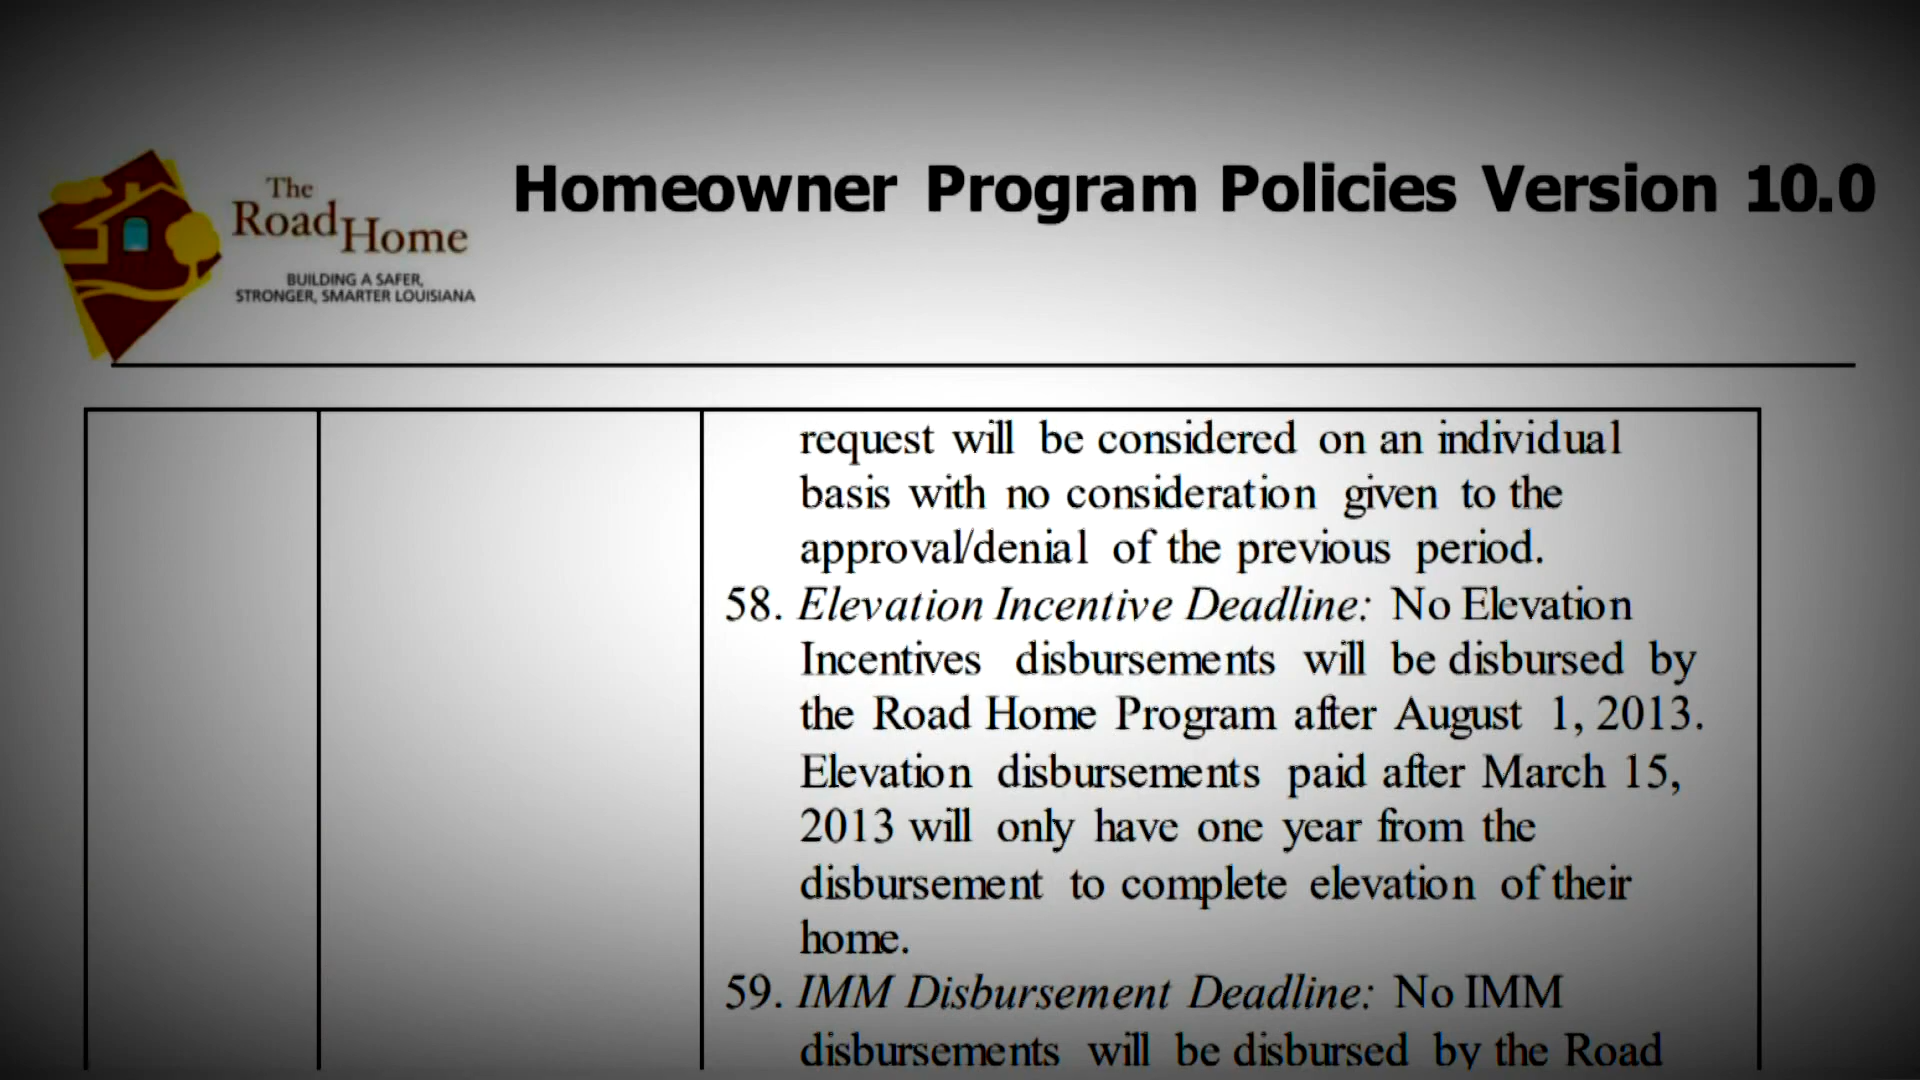 The
Road Home
BUILDING A SAFER,
STRONGER, SMARTER LOUISIANA
Homeowner Program Policies Version 10.0
request will be considered on an individual
basis with no consideration given to the
approval/denial of the previous period.
58. Elevation Incentive Deadline: No Elevation
Incentives disbursements will be disbursed by
the Road Home Program after August 1, 2013.
Elevation disbursements paid after March 15,
2013 will only have one year from the
disbursement to complete elevation of their
home.
59. IMM Disbursement Deadline: No IMM
disbursements will be disbursed by the Road